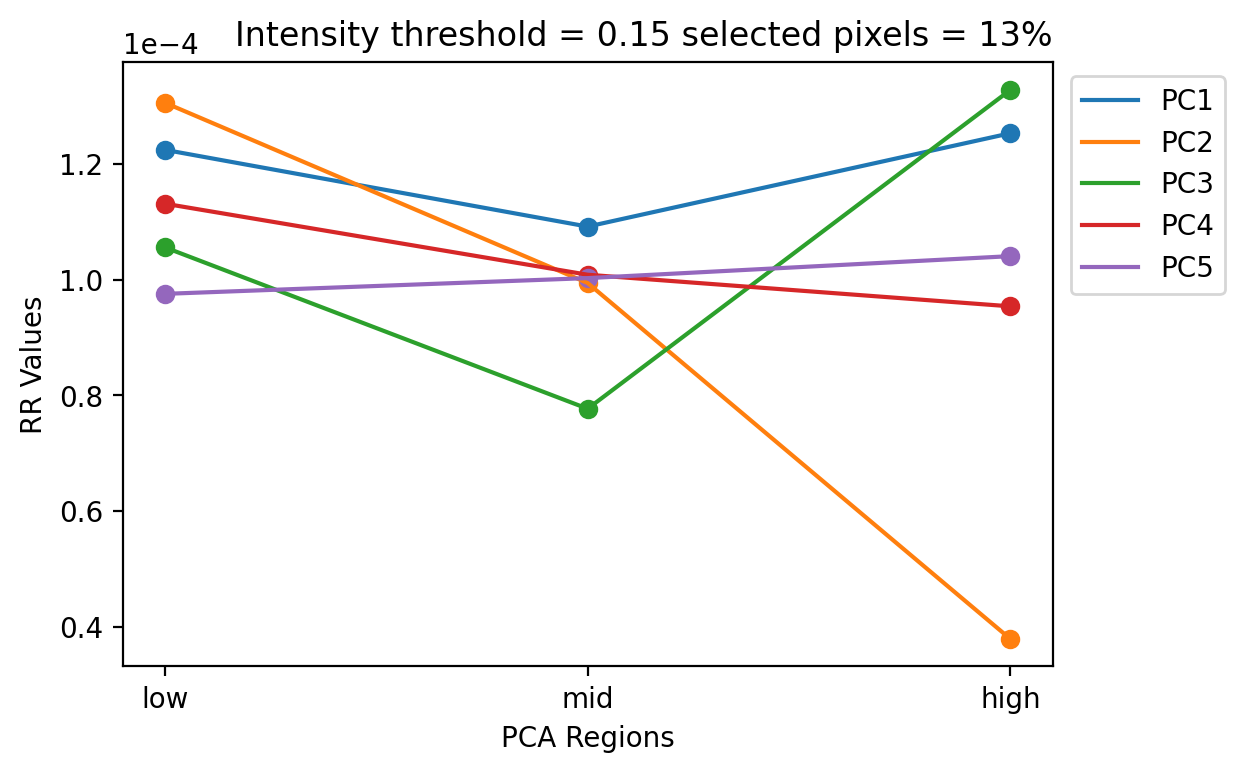 1e−4
Intensity threshold = 0.15 selected pixels = 13%
RR Values
1.2
1.0
0.8
0.6
0.4
low
mid
high
PCA Regions
PC1
PC2
PC3
PC4
PC5